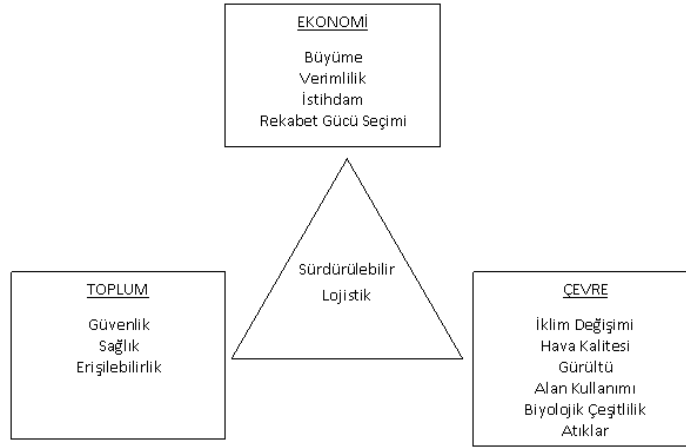 EKONOMİ
Büyüme
Verimlilik
İstihdam
Rekabet Gücü Seçimi
Sürdürülebilir
Lojistik
TOPLUM
Güvenlik
Sağlık
Erişilebilirlik
ÇEVRE
İklim Değişimi
Hava Kalitesi
Gürültü
Alan Kullanımı
Biyolojik Çeşitlilik
Atıklar